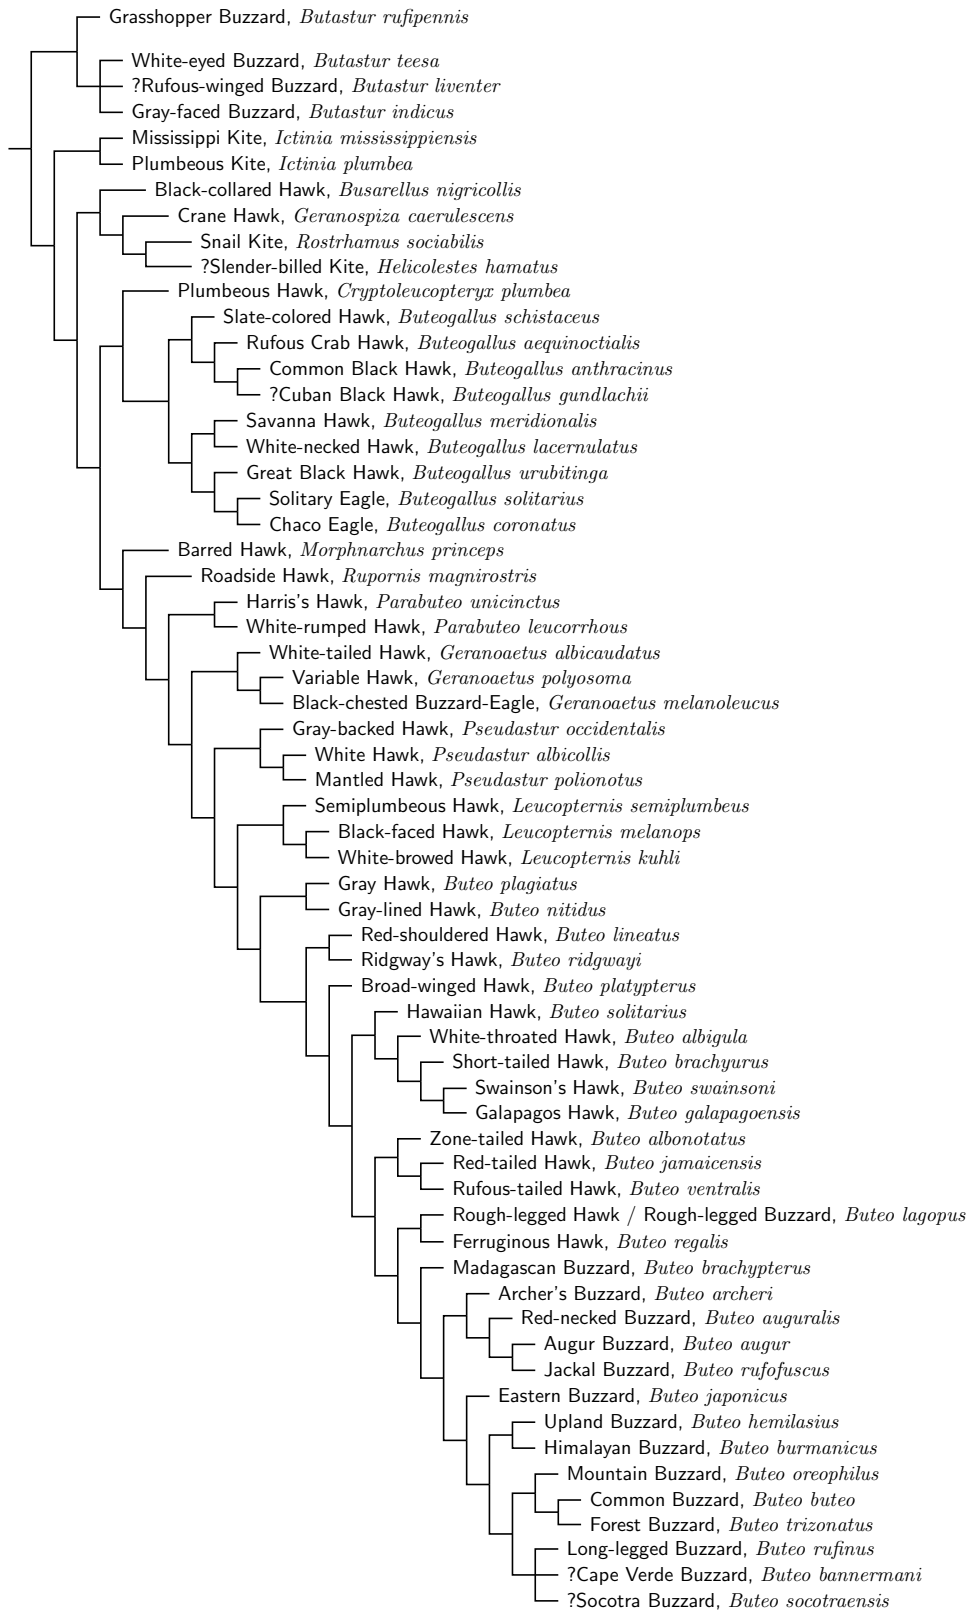 Grasshopper Buzzard, Butastur rufipennis
White-eyed Buzzard, Butastur teesa
?Rufous-winged Buzzard, Butastur liventer
Gray-faced Buzzard, Butastur indicus
Mississippi Kite, Ictinia mississippiensis
Plumbeous Kite, Ictinia plumbea
Black-collared Hawk, Busarellus nigricollis
Crane Hawk, Geranospiza caerulescens
Snail Kite, Rostrhamus sociabilis
?Slender-billed Kite, Helicolestes hamatus
Plumbeous Hawk, Cryptoleucopteryx plumbea
Slate-colored Hawk, Buteogallus schistaceus
Rufous Crab Hawk, Buteogallus aequinoctialis
Common Black Hawk, Buteogallus anthracinus
?Cuban Black Hawk, Buteogallus gundlachii
Savanna Hawk, Buteogallus meridionalis
White-necked Hawk, Buteogallus lacernulatus
Great Black Hawk, Buteogallus urubitinga
Solitary Eagle, Buteogallus solitarius
Chaco Eagle, Buteogallus coronatus
Barred Hawk, Morphnarchus princeps
Roadside Hawk, Rupornis magnirostris
Harris's Hawk, Parabuteo unicinctus
White-rumped Hawk, Parabuteo leucorrhous
White-tailed Hawk, Geranoaetus albicaudatus
Variable Hawk, Geranoaetus polyosoma
Black-chested Buzzard-Eagle, Geranoaetus melanoleucus
Gray-backed Hawk, Pseudastur occidentalis
White Hawk, Pseudastur albicollis
Mantled Hawk, Pseudastur polionotus
Semiplumbeous Hawk, Leucopternis semiplumbeus
Black-faced Hawk, Leucopternis melanops
White-browed Hawk, Leucopternis kuhli
Gray Hawk, Buteo plagiatus
Gray-lined Hawk, Buteo nitidus
Red-shouldered Hawk, Buteo lineatus
Ridgway's Hawk, Buteo ridgwayi
Broad-winged Hawk, Buteo platypterus
Hawaiian Hawk, Buteo solitarius
White-throated Hawk, Buteo albigula
Short-tailed Hawk, Buteo brachyurus
Swainson's Hawk, Buteo swainsoni
Galapagos Hawk, Buteo galapagoensis
Zone-tailed Hawk, Buteo albonotatus
Red-tailed Hawk, Buteo jamaicensis
Rufous-tailed Hawk, Buteo ventralis
Rough-legged Hawk / Rough-legged Buzzard, Buteo lagopus
Ferruginous Hawk, Buteo regalis
Madagascan Buzzard, Buteo brachypterus
Archer's Buzzard, Buteo archeri
Red-necked Buzzard, Buteo auguralis
Augur Buzzard, Buteo augur
Jackal Buzzard, Buteo rufofuscus
Eastern Buzzard, Buteo japonicus
Upland Buzzard, Buteo hemilasius
Himalayan Buzzard, Buteo burmanicus
Mountain Buzzard, Buteo oreophilus
Common Buzzard, Buteo buteo
Forest Buzzard, Buteo trizonatus
Long-legged Buzzard, Buteo rufinus
?Cape Verde Buzzard, Buteo bannermani
?Socotra Buzzard, Buteo socotraensis